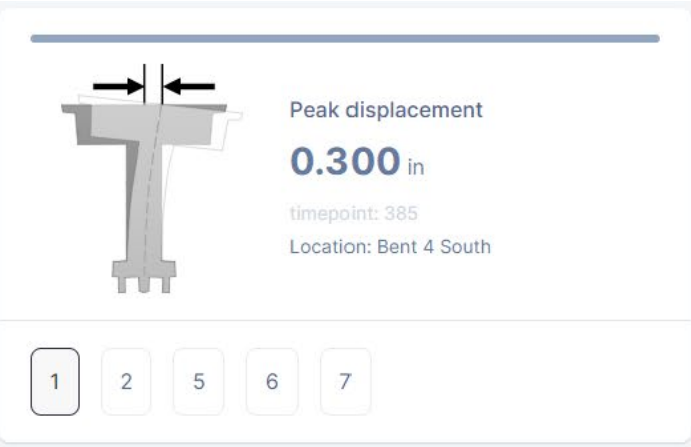 Peak displacement
0.300 in
timepoint: 385
Location: Bent 4 South
1 2 5 6 7